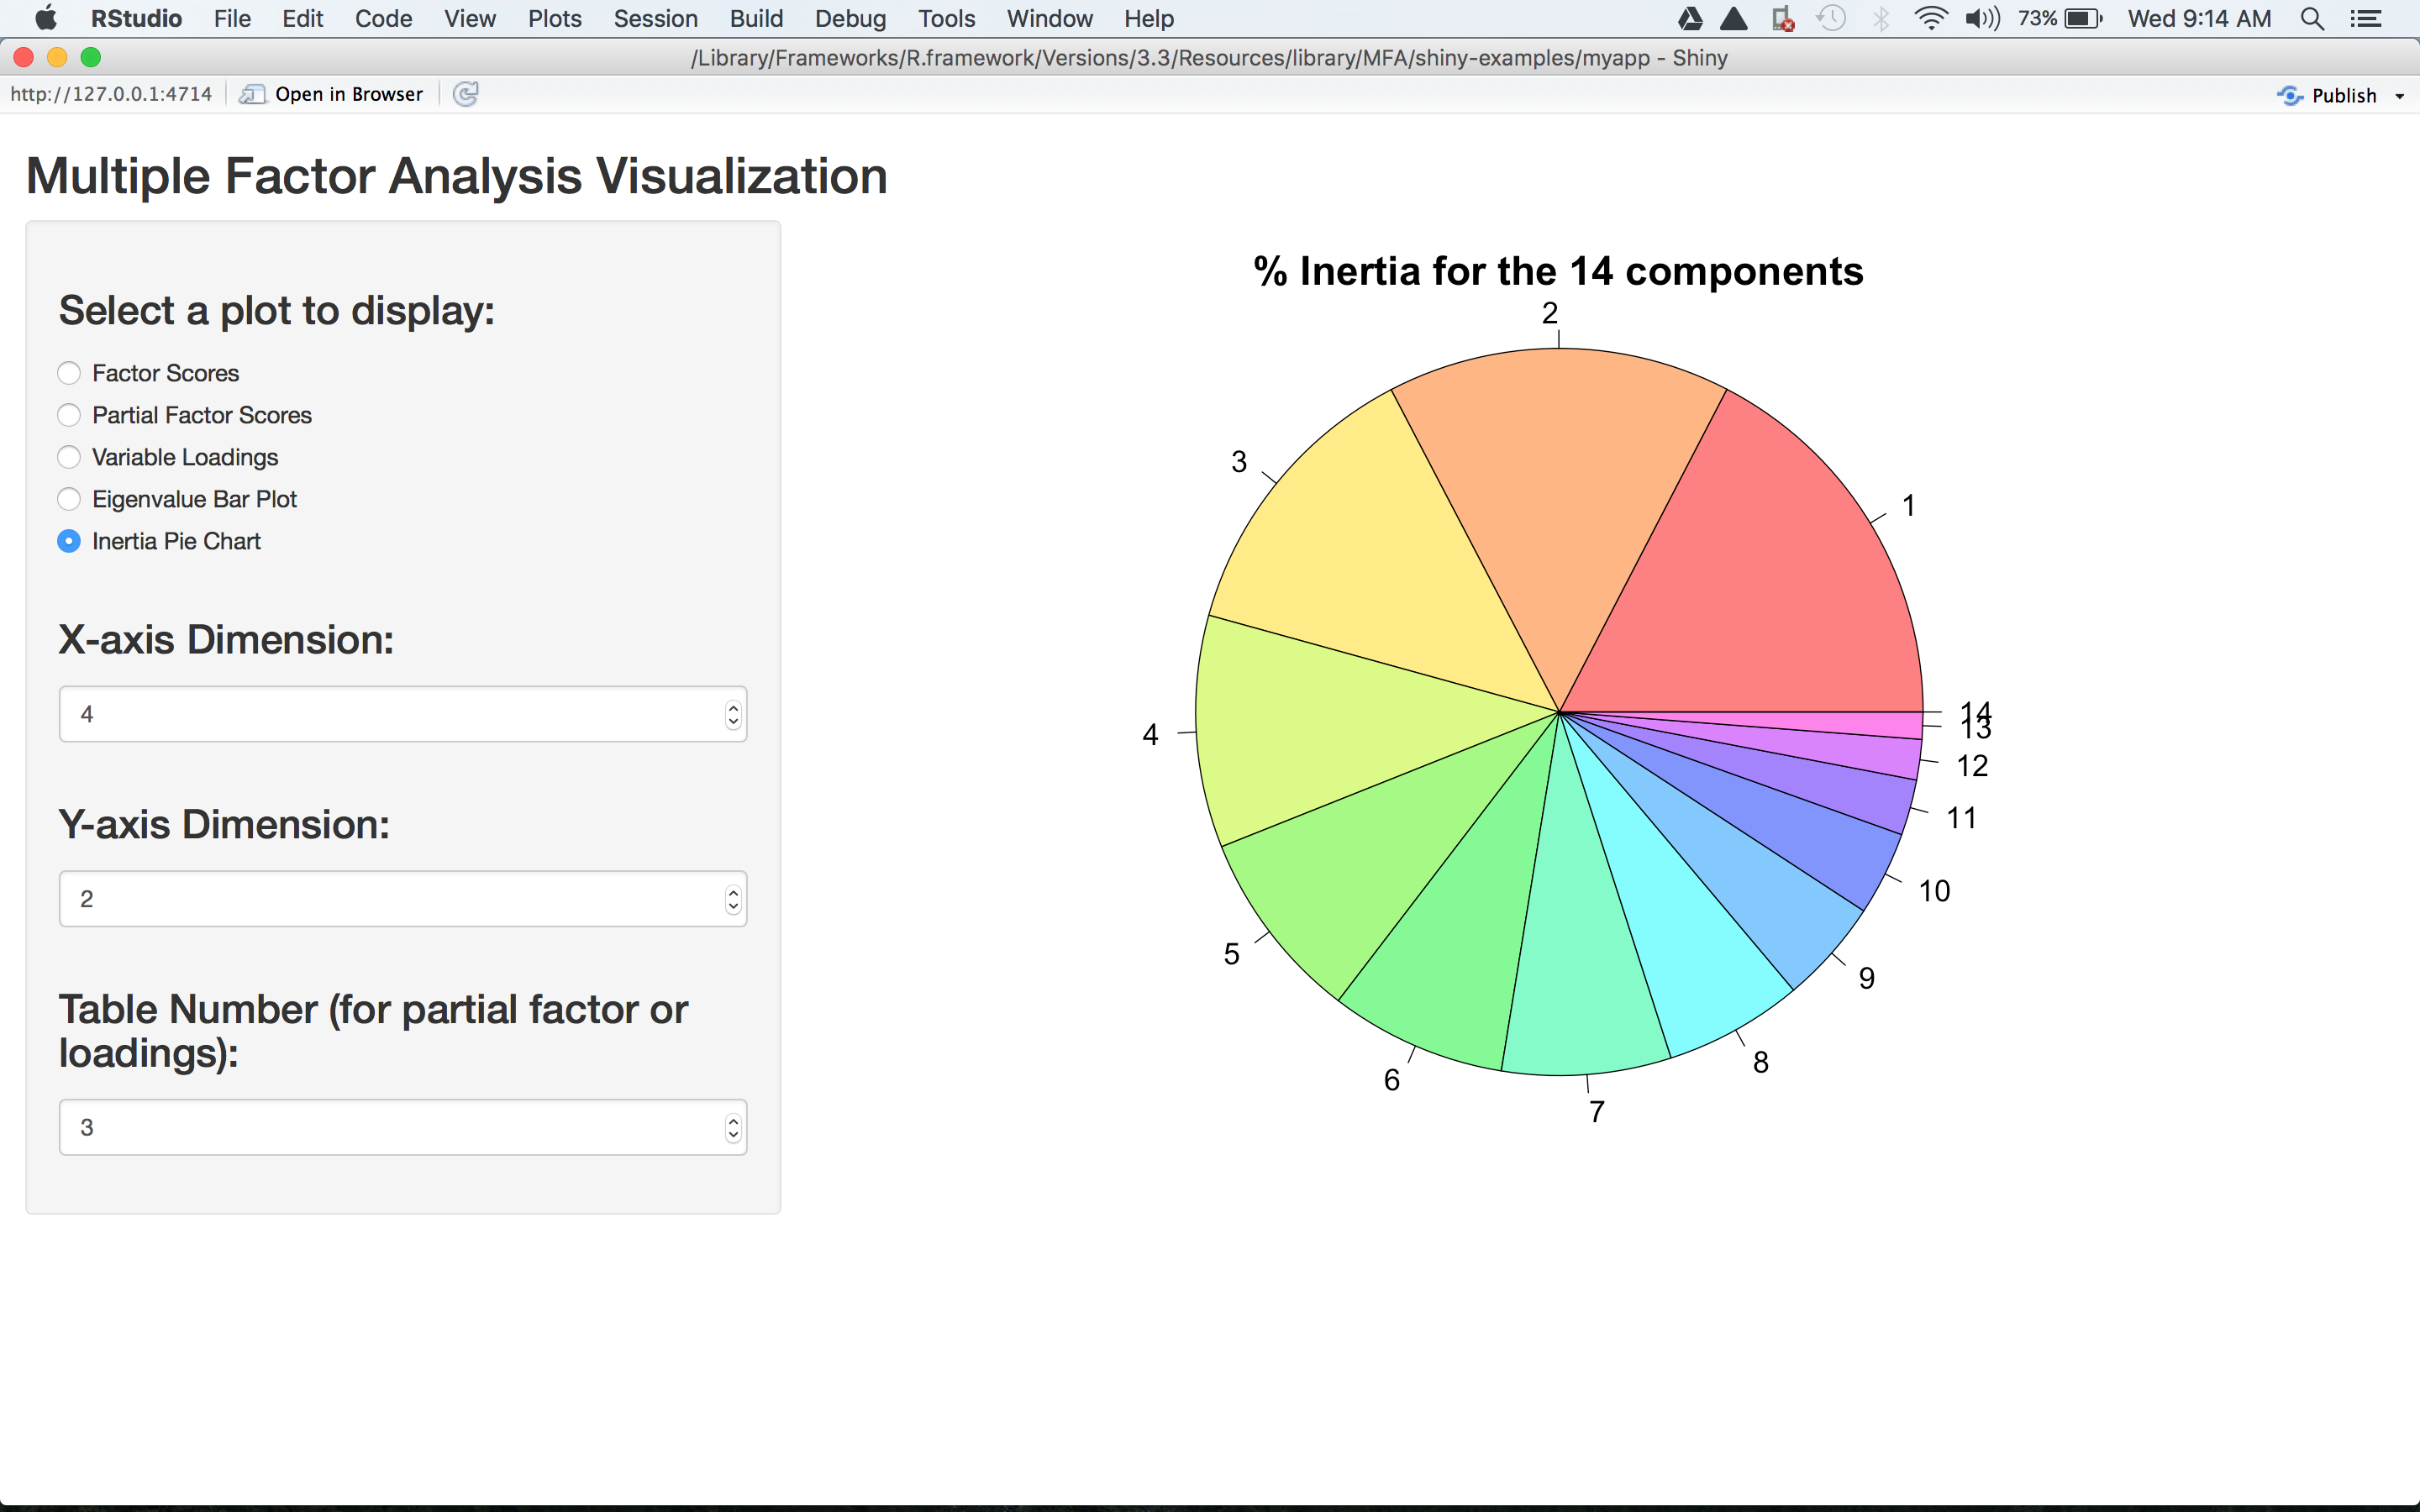 RStudio File Edit Code View Plots Session Build Debug Tools Window Help 73% Wed 9:14 AM
/Library/Frameworks/R.framework/Versions/3.3/Resources/library/MFA/shiny-examples/myapp - Shiny
http://127.0.0.1:4714 Open in Browser Publish
Multiple Factor Analysis Visualization
Select a plot to display:
Factor Scores
Partial Factor Scores
Variable Loadings
Eigenvalue Bar Plot
Inertia Pie Chart
X-axis Dimension:
4
Y-axis Dimension:
2
Table Number (for partial factor or
loadings):
3
% Inertia for the 14 components
1
2
3
4
5
6
7
8
9
10
11
12
13
14